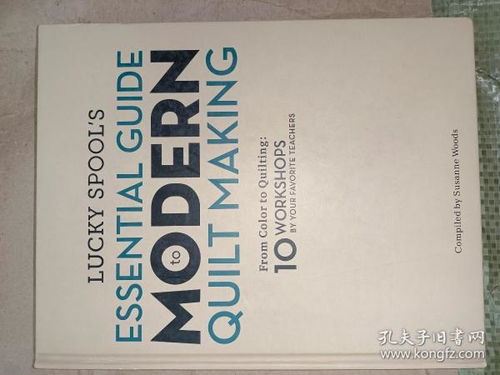 LUCKY SPOOL'S
ESSENTIAL GUIDE
to
MODERN
QUILT MAKING
From Color to Quilting:
10 WORKSHOPS
BY YOUR FAVORITE TEACHERS
Compiled by Susanne Woods
孔夫子旧书网
www.kongfz.com